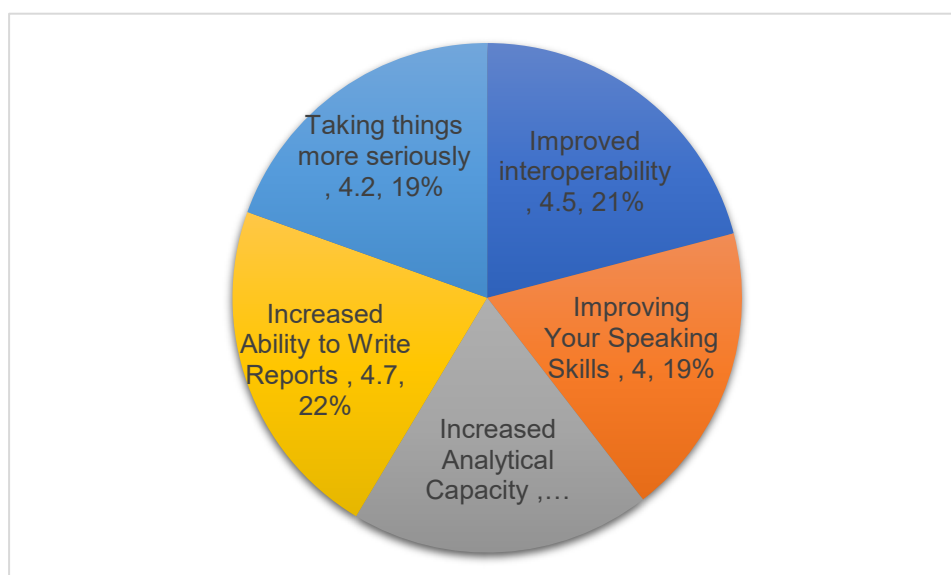 Taking things
more seriously
, 4.2, 19%
Improved
interoperability
, 4.5, 21%
Improving
Your Speaking
Skills , 4, 19%
Increased
Analytical
Capacity ,…
Increased
Ability to Write
Reports , 4.7,
22%